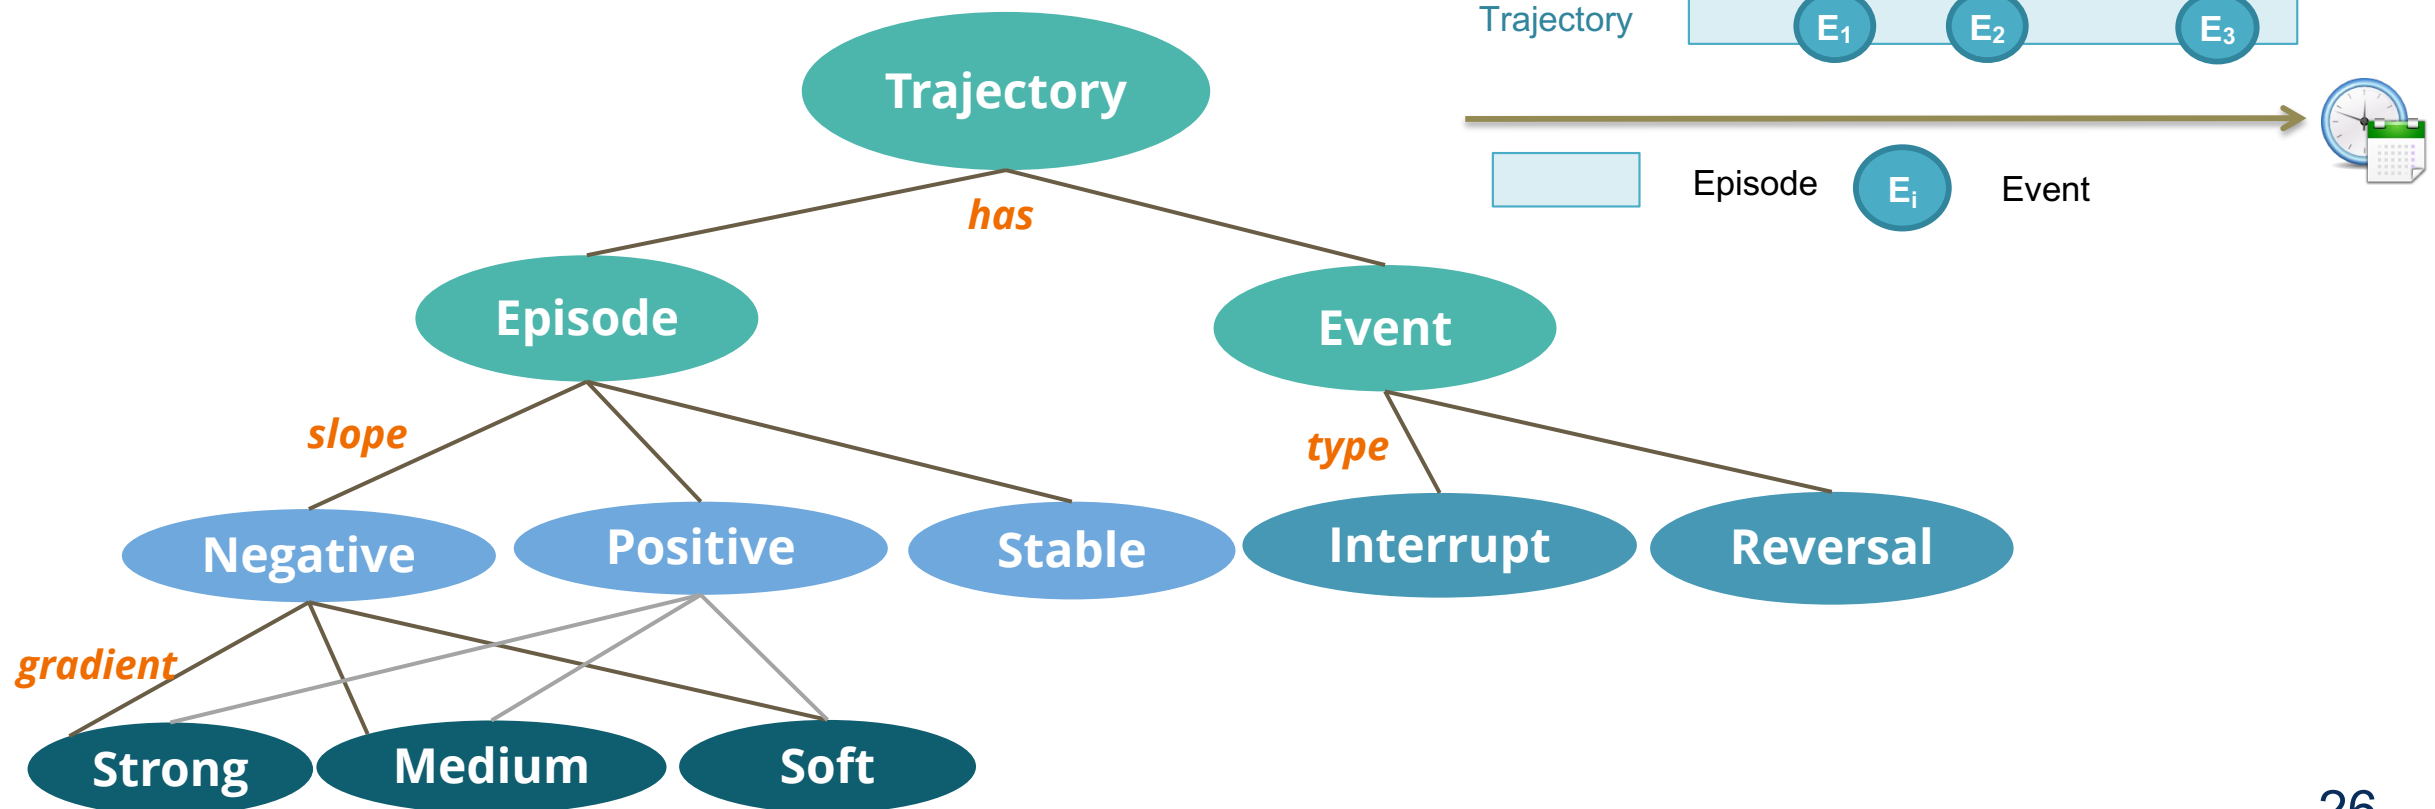 Trajectory
E1 E2 E3
Trajectory
Episode Ei Event
has
Episode
Event
slope
type
Negative Positive Stable Interrupt Reversal
gradient
Strong Medium Soft
26